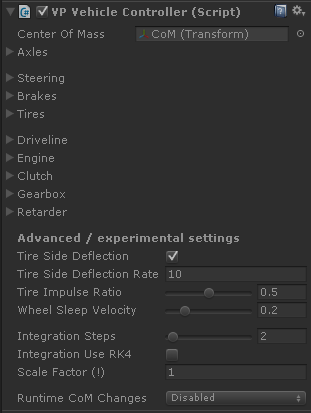 VP Vehicle Controller (Script)
Center Of Mass CoM (Transform)
Axles
Steering
Brakes
Tires
Driveline
Engine
Clutch
Gearbox
Retarder
Advanced / experimental settings
Tire Side Deflection
Tire Side Deflection Rate 10
Tire Impulse Ratio 0.5
Wheel Sleep Velocity 0.2
Integration Steps 2
Integration Use RK4
Scale Factor (!) 1
Runtime CoM Changes Disabled